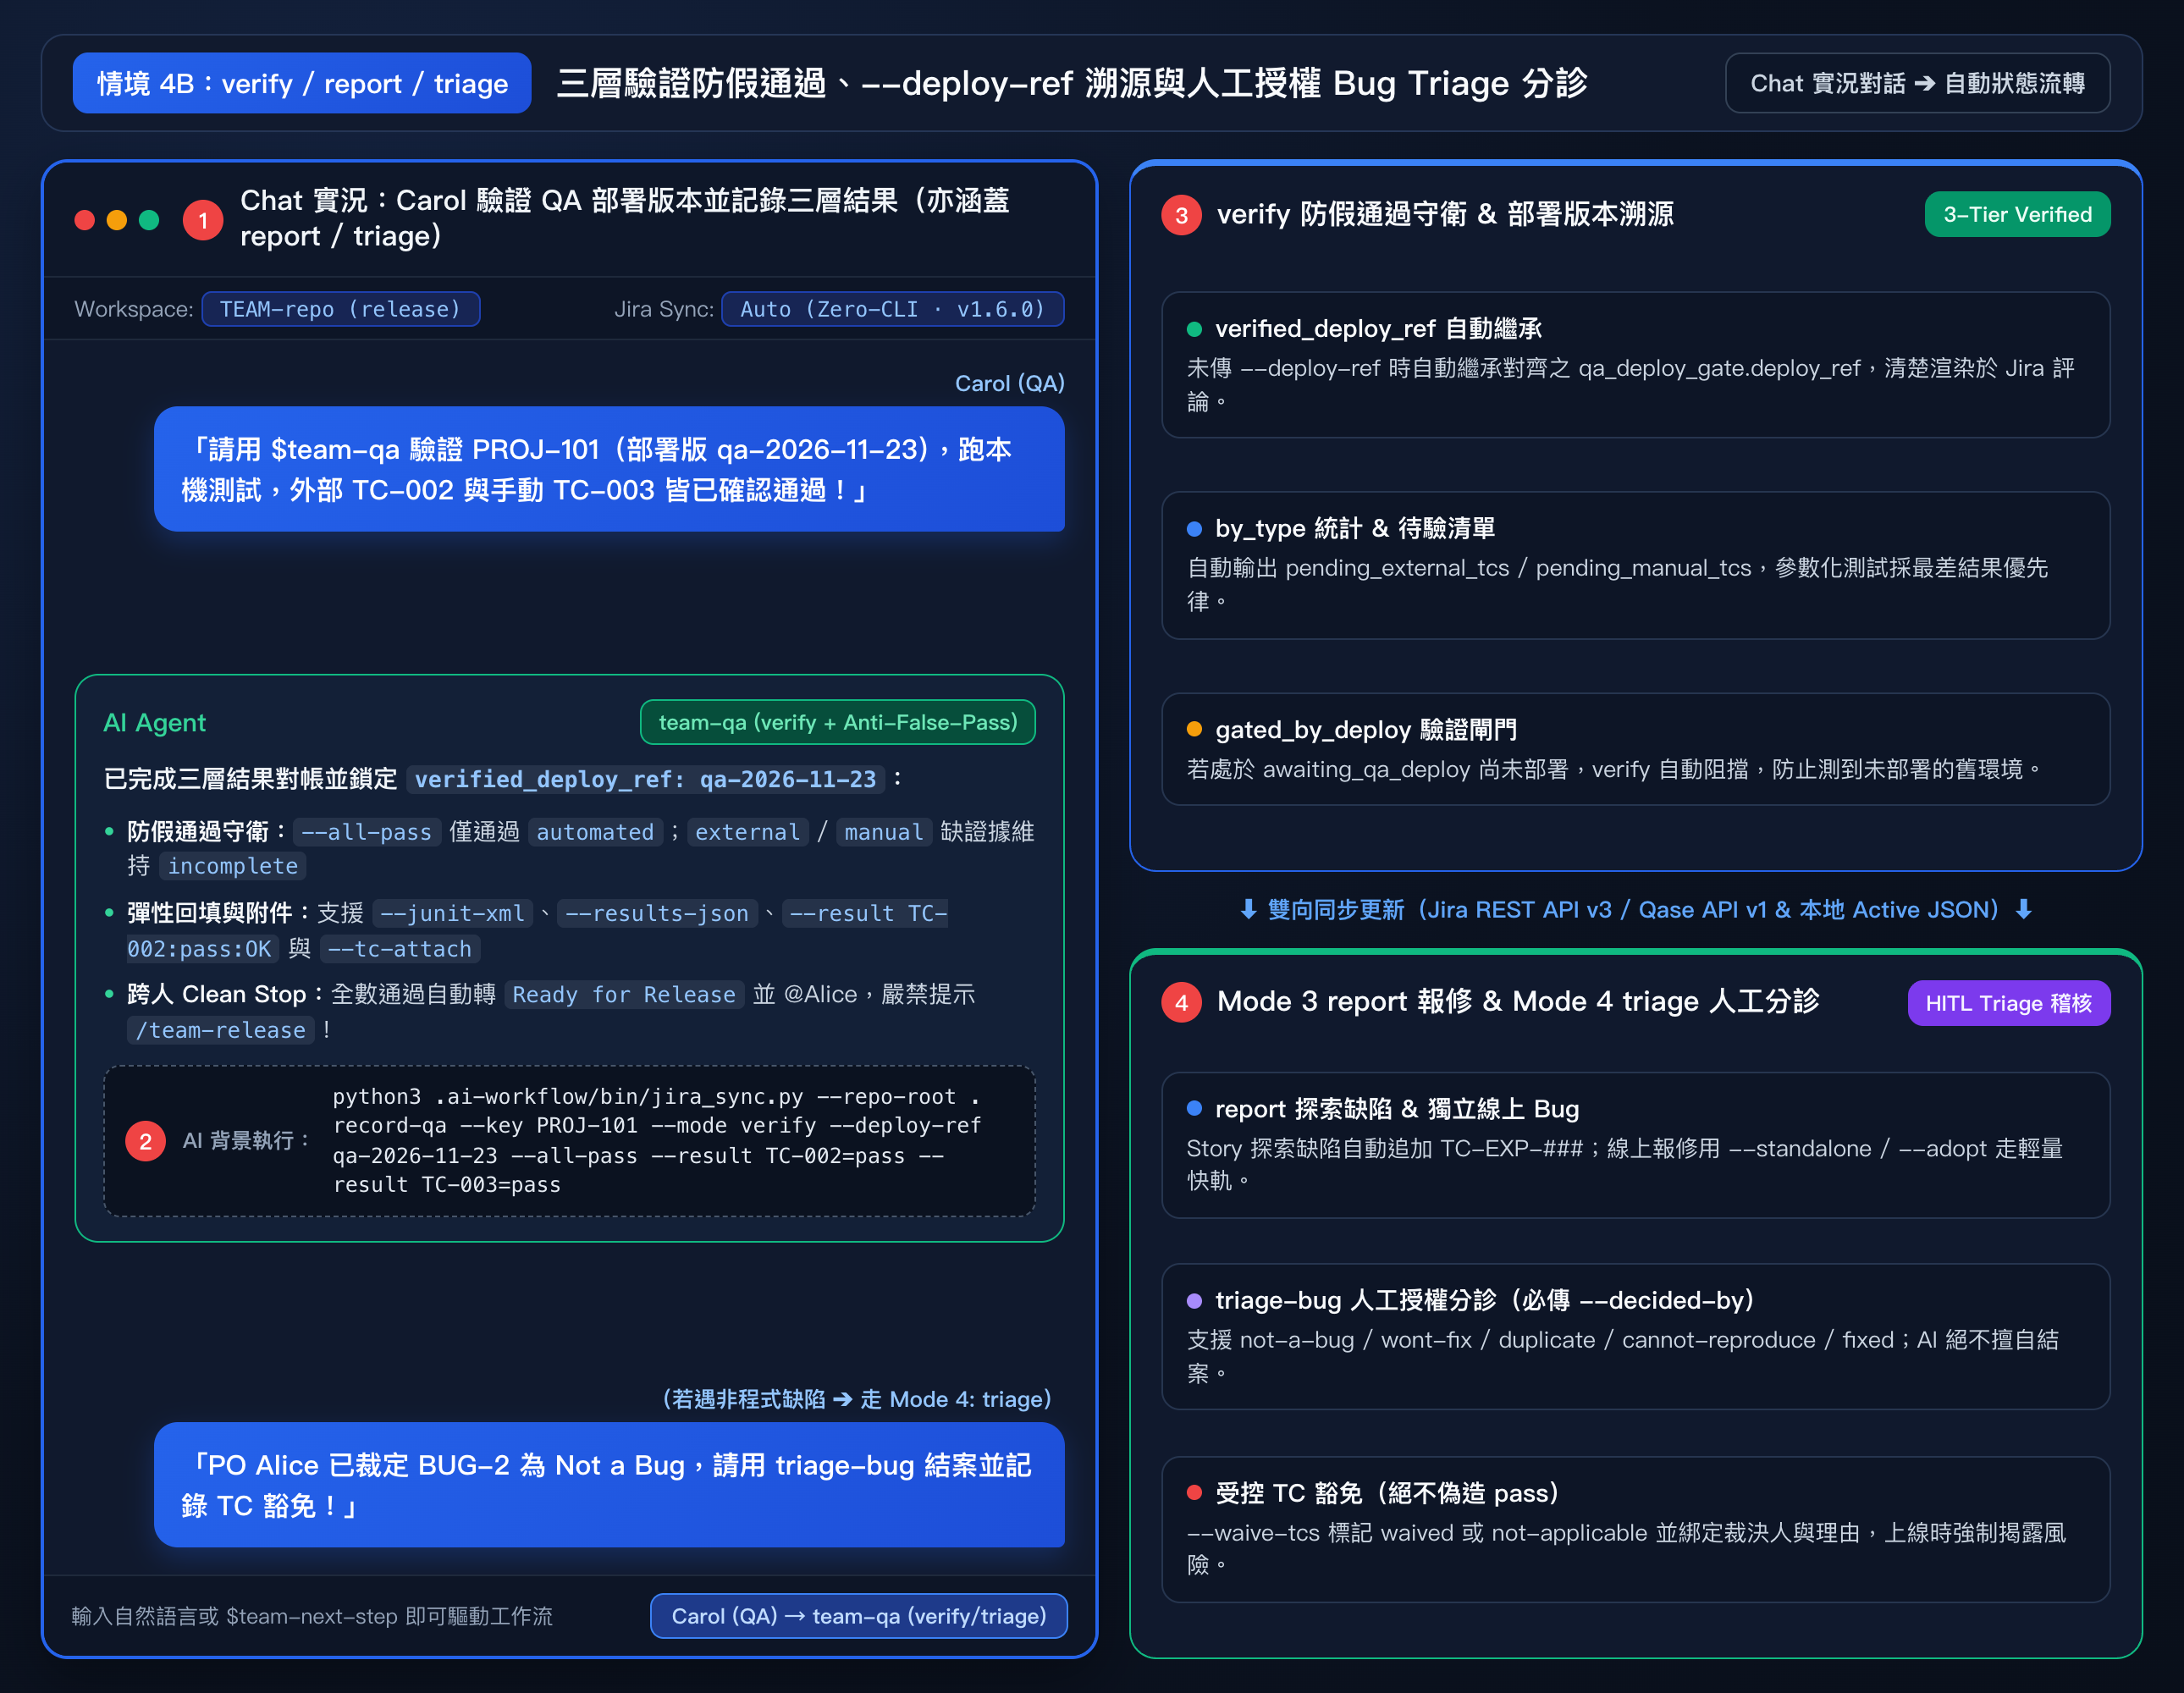 情境 4B：verify / report / triage
三層驗證防假通過、--deploy-ref 溯源與人工授權 Bug Triage 分診
Chat 實況對話 ➔ 自動狀態流轉
1
Chat 實況：Carol 驗證 QA 部署版本並記錄三層結果（亦涵蓋
report / triage）
Workspace: TEAM-repo (release)
Jira Sync: Auto (Zero-CLI · v1.6.0)
Carol (QA)
「請用 $team-qa 驗證 PROJ-101（部署版 qa-2026-11-23），跑本
機測試，外部 TC-002 與手動 TC-003 皆已確認通過！」
AI Agent
team-qa (verify + Anti-False-Pass)
已完成三層結果對帳並鎖定 verified_deploy_ref: qa-2026-11-23：
• 防假通過守衛：--all-pass 僅通過 automated；external / manual 缺證據維
持 incomplete
• 彈性回填與附件：支援 --junit-xml、--results-json、--result TC-
002:pass:OK 與 --tc-attach
• 跨人 Clean Stop：全數通過自動轉 Ready for Release 並 @Alice，嚴禁提示
/team-release！
2
AI 背景執行：
python3 .ai-workflow/bin/jira_sync.py --repo-root .
record-qa --key PROJ-101 --mode verify --deploy-ref
qa-2026-11-23 --all-pass --result TC-002=pass --
result TC-003=pass
（若遇非程式缺陷 ➔ 走 Mode 4: triage）
「PO Alice 已裁定 BUG-2 為 Not a Bug，請用 triage-bug 結案並記
錄 TC 豁免！」
輸入自然語言或 $team-next-step 即可驅動工作流
Carol (QA) → team-qa (verify/triage)
3
verify 防假通過守衛 & 部署版本溯源
3-Tier Verified
verified_deploy_ref 自動繼承
未傳 --deploy-ref 時自動繼承對齊之 qa_deploy_gate.deploy_ref，清楚渲染於 Jira 評
論。
by_type 統計 & 待驗清單
自動輸出 pending_external_tcs / pending_manual_tcs，參數化測試採最差結果優先
律。
gated_by_deploy 驗證閘門
若處於 awaiting_qa_deploy 尚未部署，verify 自動阻擋，防止測到未部署的舊環境。
⬇ 雙向同步更新（Jira REST API v3 / Qase API v1 & 本地 Active JSON）⬇
4
Mode 3 report 報修 & Mode 4 triage 人工分診
HITL Triage 稽核
report 探索缺陷 & 獨立線上 Bug
Story 探索缺陷自動追加 TC-EXP-###；線上報修用 --standalone / --adopt 走輕量
快軌。
triage-bug 人工授權分診（必傳 --decided-by）
支援 not-a-bug / wont-fix / duplicate / cannot-reproduce / fixed；AI 絕不擅自結
案。
受控 TC 豁免（絕不偽造 pass）
--waive-tcs 標記 waived 或 not-applicable 並綁定裁決人與理由，上線時強制揭露風
險。